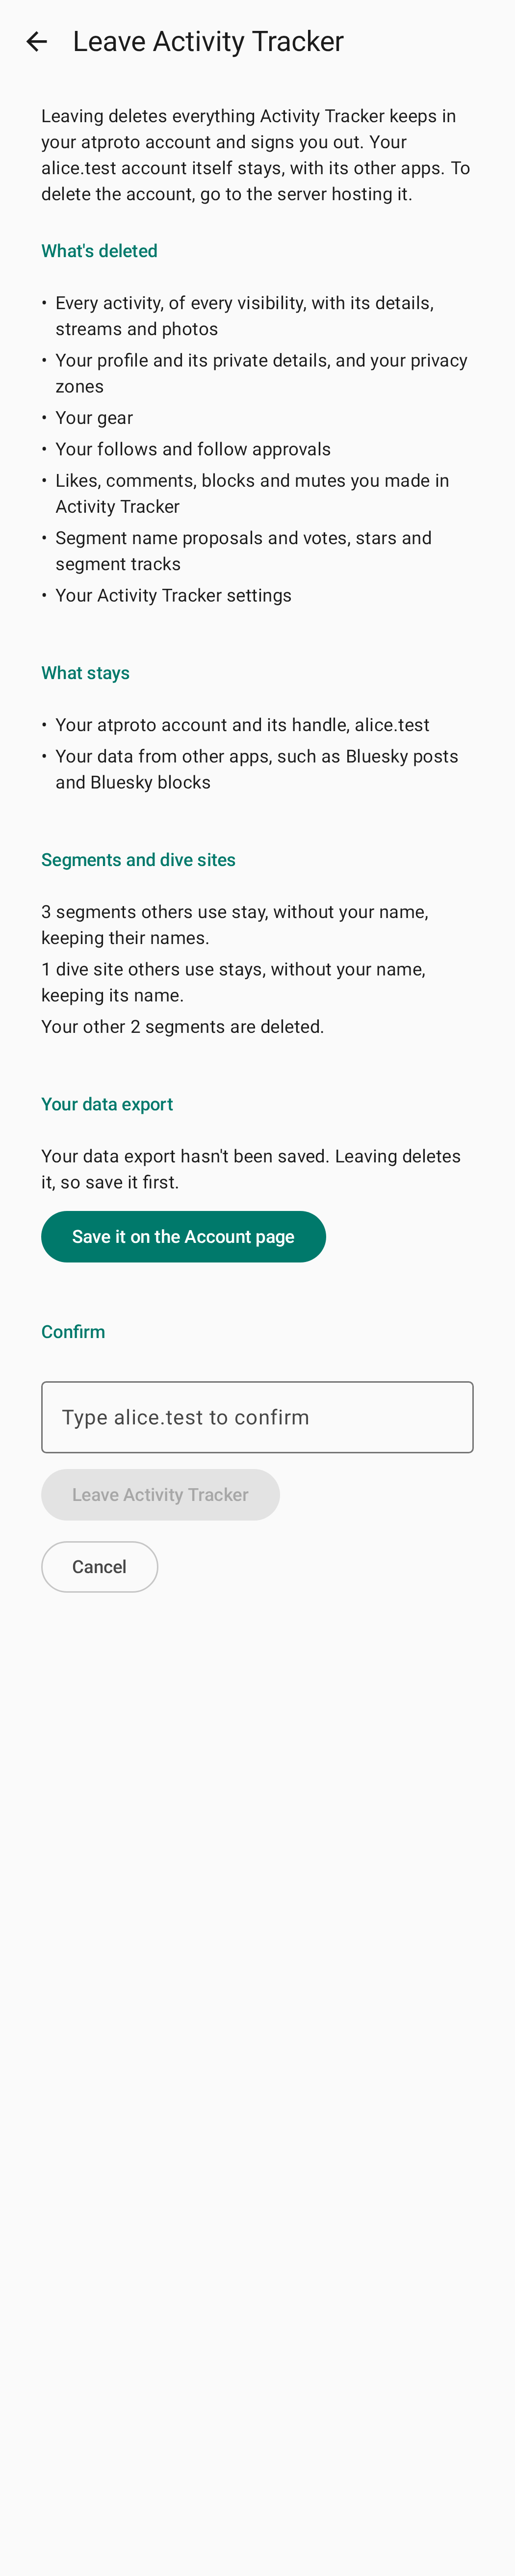 Leave Activity Tracker
Leaving deletes everything Activity Tracker keeps in
your atproto account and signs you out. Your
alice.test account itself stays, with its other apps. To
delete the account, go to the server hosting it.
What's deleted
• Every activity, of every visibility, with its details,
streams and photos
• Your profile and its private details, and your privacy
zones
• Your gear
• Your follows and follow approvals
• Likes, comments, blocks and mutes you made in
Activity Tracker
• Segment name proposals and votes, stars and
segment tracks
• Your Activity Tracker settings
What stays
• Your atproto account and its handle, alice.test
• Your data from other apps, such as Bluesky posts
and Bluesky blocks
Segments and dive sites
3 segments others use stay, without your name,
keeping their names.
1 dive site others use stays, without your name,
keeping its name.
Your other 2 segments are deleted.
Your data export
Your data export hasn't been saved. Leaving deletes
it, so save it first.
Save it on the Account page
Confirm
Type alice.test to confirm
Leave Activity Tracker
Cancel